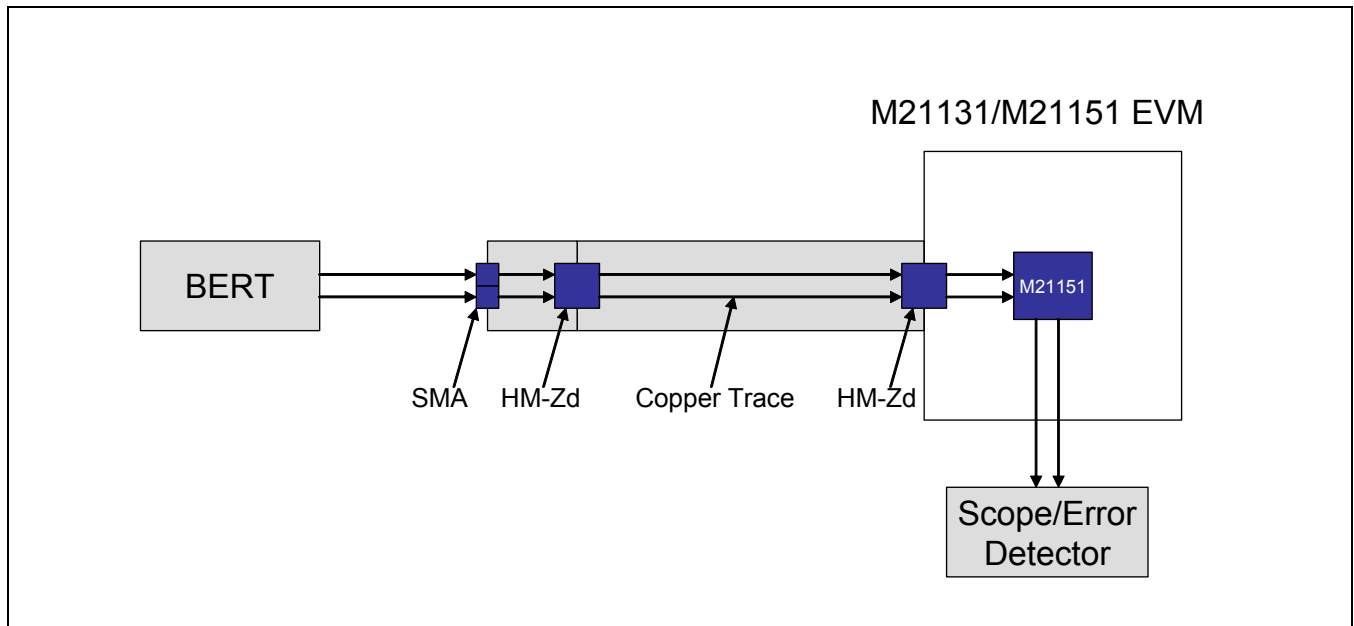 M21131/M21151 EVM
BERT
M21151
SMA
HM-Zd
Copper Trace
HM-Zd
Scope/Error
Detector